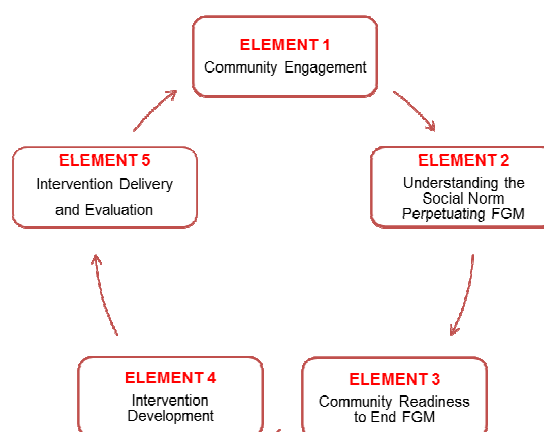 ELEMENT 1
Community Engagement
ELEMENT 2
Understanding the
Social Norm
Perpetuating FGM
ELEMENT 3
Community Readiness
to End FGM
ELEMENT 4
Intervention
Development
ELEMENT 5
Intervention Delivery
and Evaluation